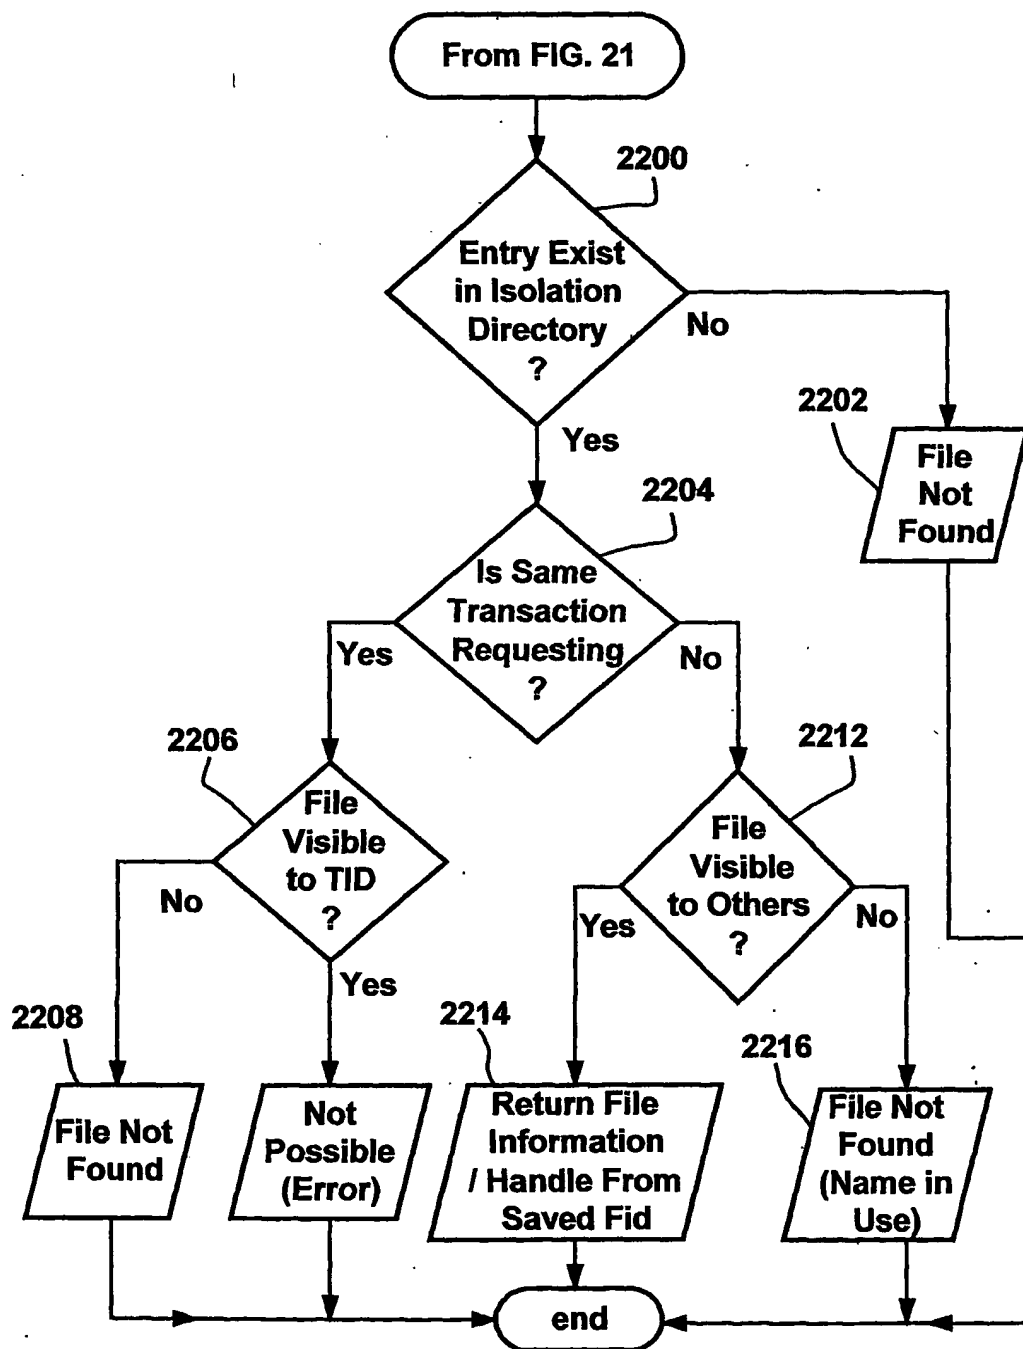 From FIG. 21
2200
Entry Exist
in Isolation
Directory
?
No
Yes
2202
File
Not
Found
2204
Is Same
Transaction
Requesting
?
Yes
No
2206
File
Visible
to TID
?
No
Yes
2212
File
Visible
to Others
?
Yes
No
2208
File Not
Found
Not
Possible
(Error)
2214
Return File
Information
/ Handle From
Saved Fid
2216
File Not
Found
(Name in
Use)
end